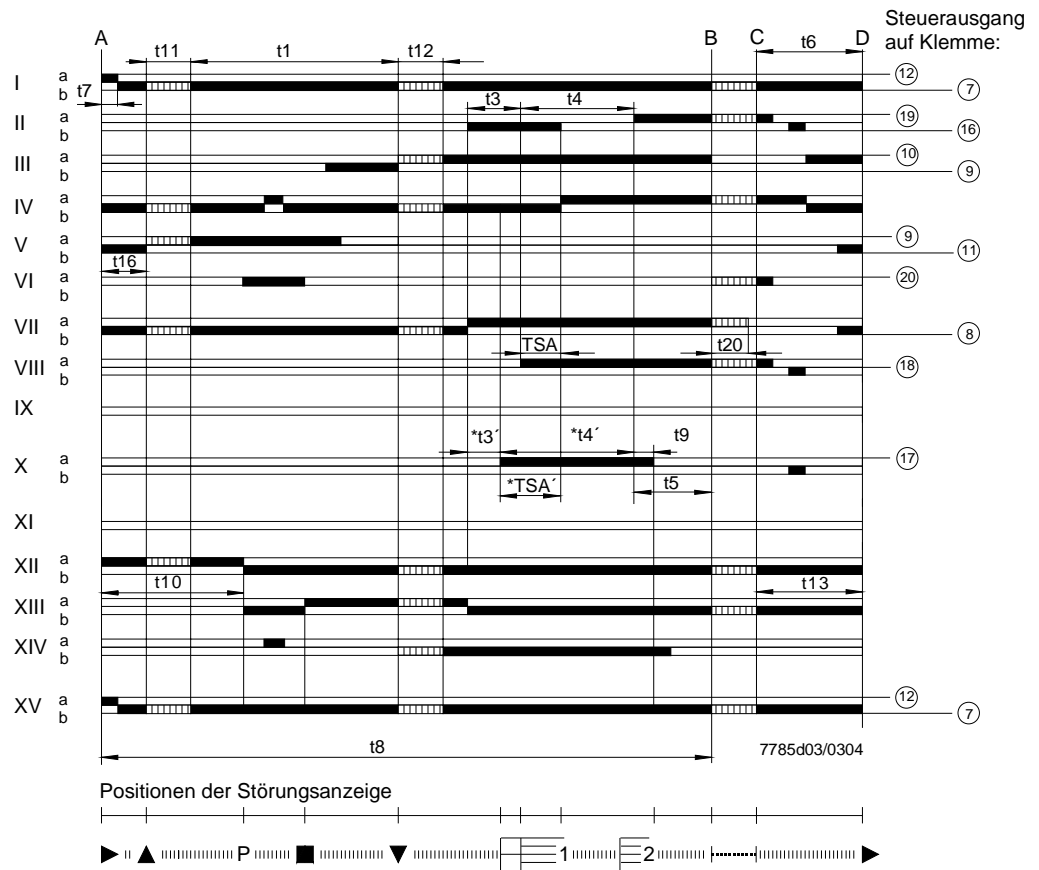 Steuerausgang
auf Klemme:
A t11 t1 t12 B C t6 D
I a b t7 12 7
t3 t4
II a b 19 16
III a b 10 9
IV a b
V a b 9 11
t16
VI a b 20
VII a b 8
TSA t20
VIII a b 18
IX
*t3´ *t4´ t9
X a b 17
*TSA´ t5
XI
XII a b
t10 t13
XIII a b
XIV a b
XV a b 12 7
t8
7785d03/0304
Positionen der Störungsanzeige
P 1 2